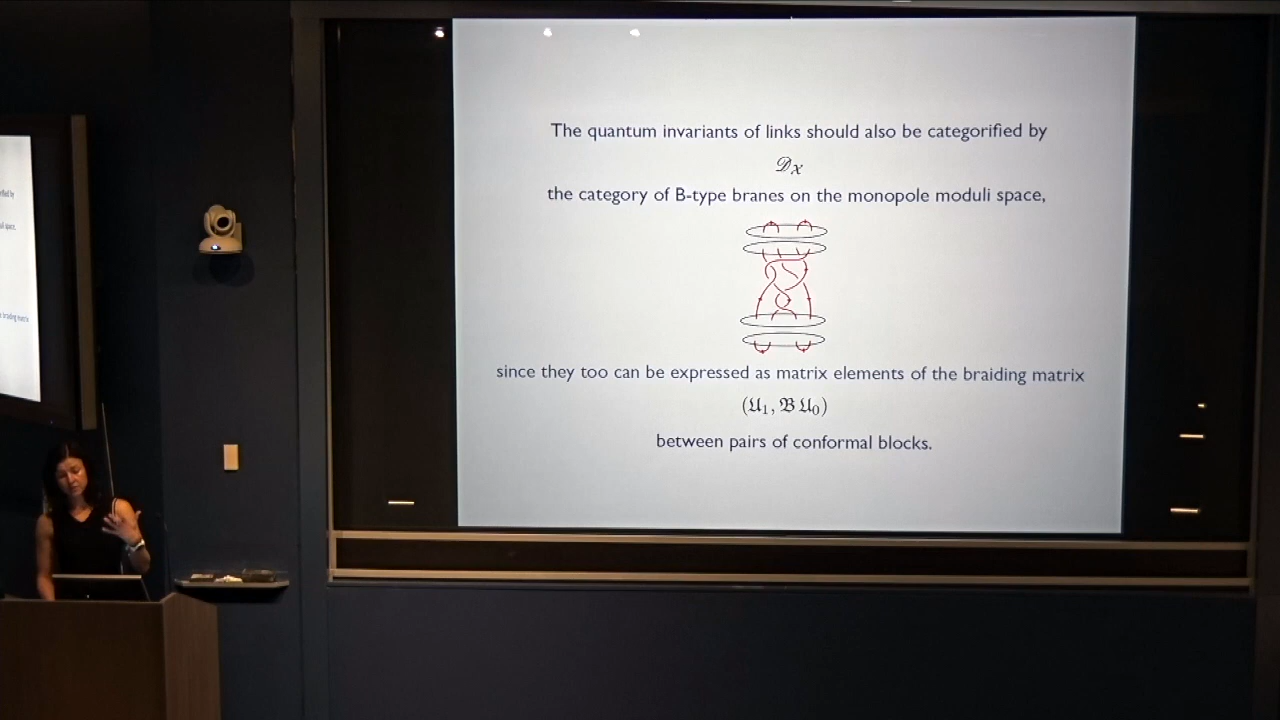 The quantum invariants of links should also be categorified by
𝒟_𝒳
the category of B-type branes on the monopole moduli space,
since they too can be expressed as matrix elements of the braiding matrix
(𝔘₁, 𝔅 𝔘₀)
between pairs of conformal blocks.